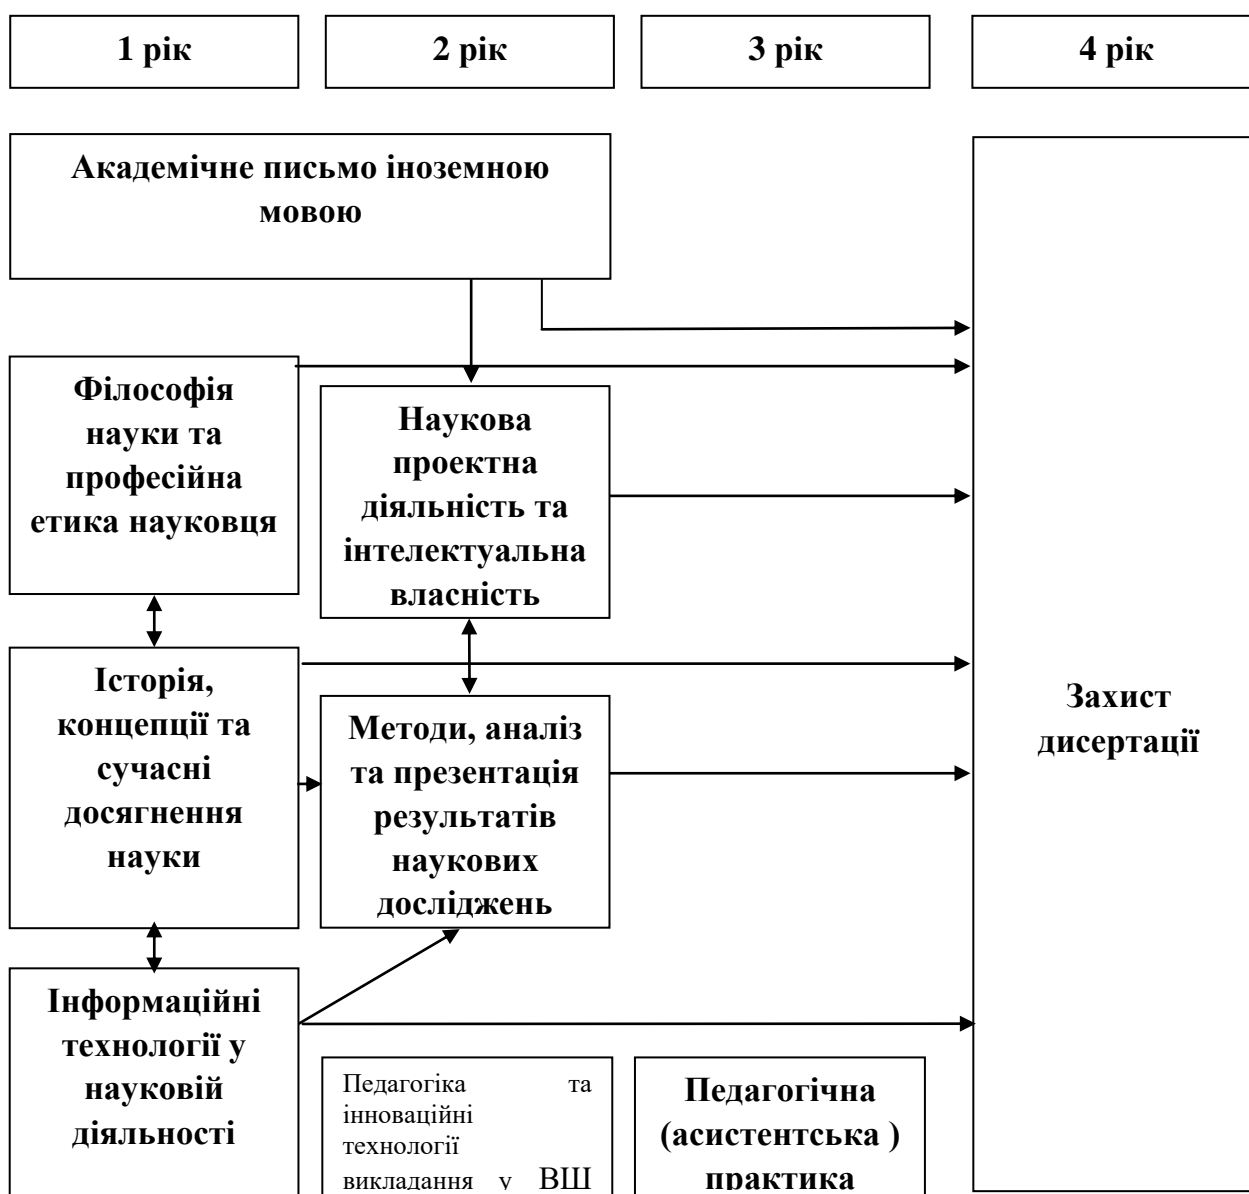 1 рік
2 рік
3 рік
4 рік
Академічне письмо іноземною
мовою
Філософія
науки та
професійна
етика науковця
Наукова
проектна
діяльність та
інтелектуальна
власність
Історія,
концепції та
сучасні
досягнення
науки
Методи, аналіз
та презентація
результатів
наукових
досліджень
Захист
дисертації
Інформаційні
технології у
науковій
діяльності
Педагогіка та
інноваційні
технології
викладання у ВШ
Педагогічна
(асистентська )
практика